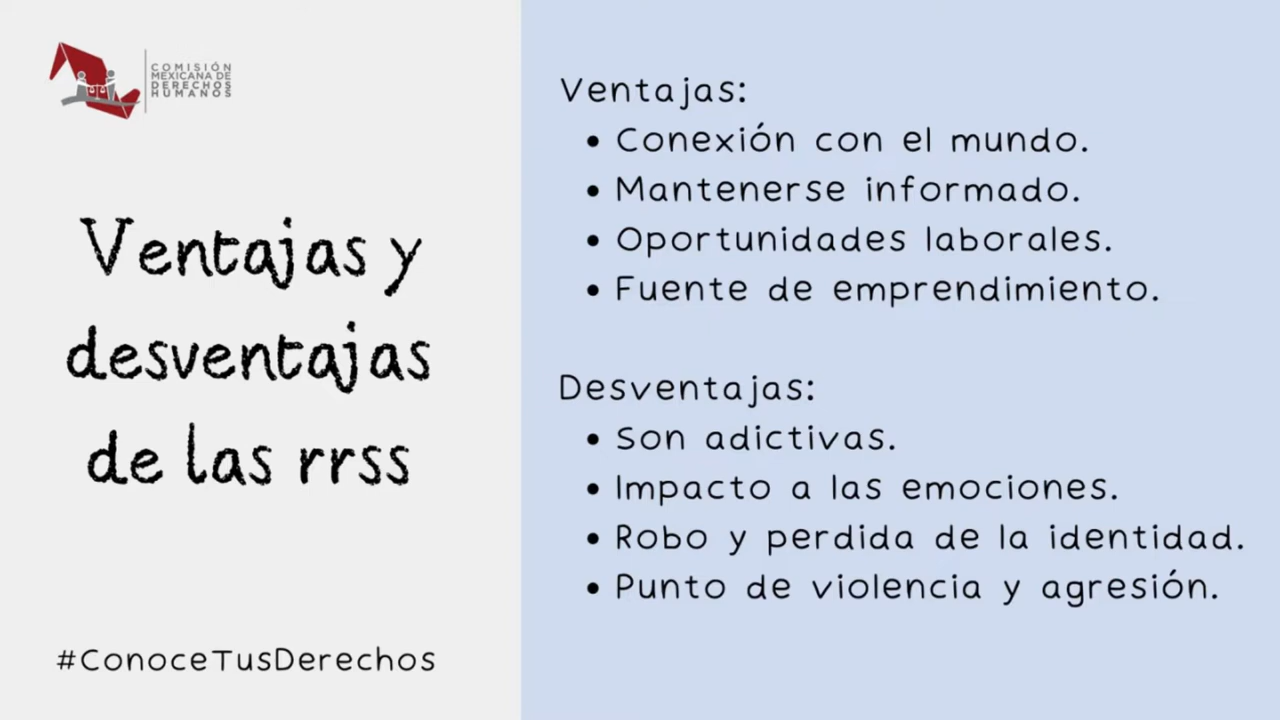 COMISIÓN
MEXICANA DE
DERECHOS
HUMANOS
Ventajas y
desventajas
de las rrss
#ConoceTusDerechos
Ventajas:
• Conexión con el mundo.
• Mantenerse informado.
• Oportunidades laborales.
• Fuente de emprendimiento.
Desventajas:
• Son adictivas.
• Impacto a las emociones.
• Robo y perdida de la identidad.
• Punto de violencia y agresión.